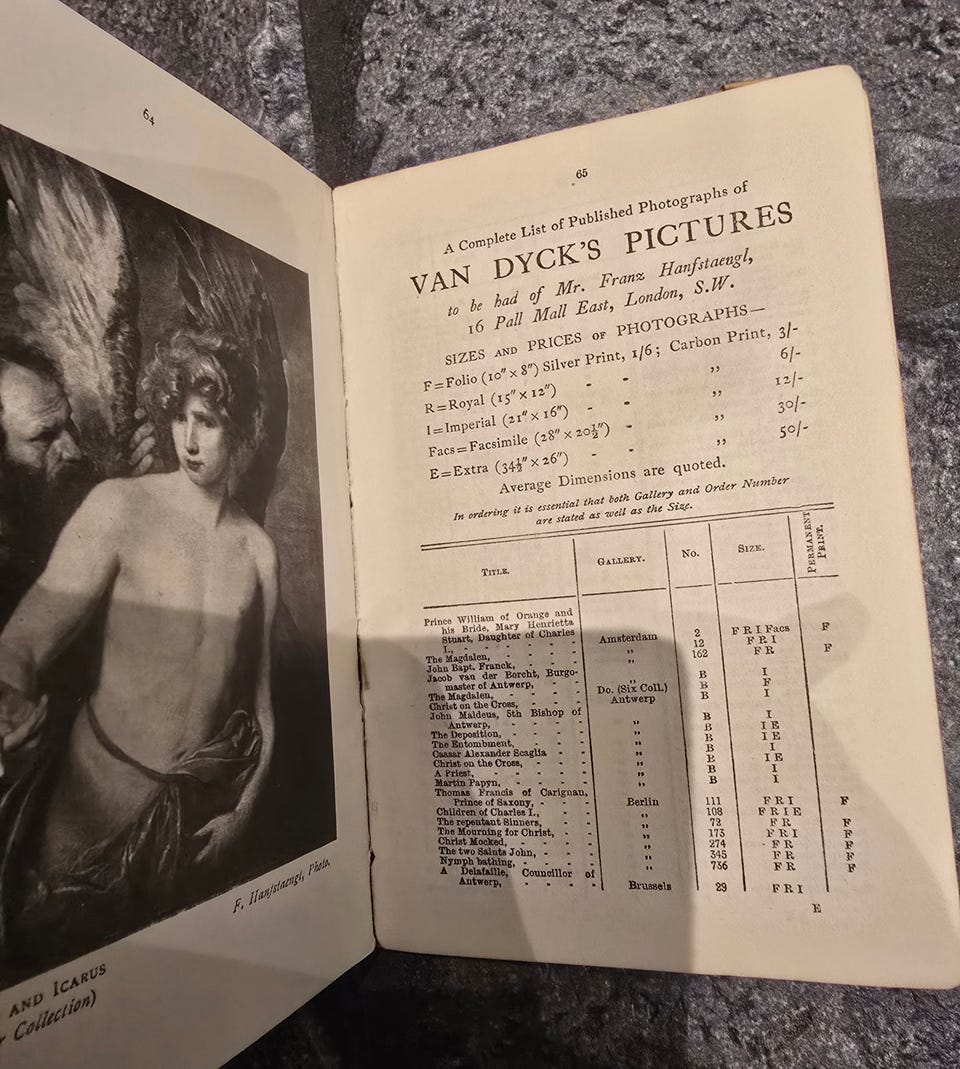 64
F. Hanfstaengl, Photo.
AND ICARUS
Collection)
65
A Complete List of Published Photographs of
VAN DYCK'S PICTURES
to be had of Mr. Franz Hanfstaengl,
16 Pall Mall East, London, S.W.
SIZES AND PRICES OF PHOTOGRAPHS—
F=Folio (10″ × 8″) Silver Print, 1/6; Carbon Print, 3/-
R=Royal (15″ × 12″) - - ,, 6/-
I=Imperial (21″ × 16″) - - ,, 12/-
Facs=Facsimile (28″ × 20½″) - ,, 30/-
E=Extra (34½″ × 26″) - - ,, 50/-
Average Dimensions are quoted.
In ordering it is essential that both Gallery and Order Number
are stated as well as the Size.
TITLE. GALLERY. No. SIZE. PERMANENT PRINT.
Prince William of Orange and
his Bride, Mary Henrietta
Stuart, Daughter of Charles
I., - - - - - - Amsterdam 2 F R I Facs F
The Magdalen, - - - - ,, 12 F R I
John Bapt. Franck, - - - ,, 162 F R F
Jacob van der Borcht, Burgo-
master of Antwerp, - - - ,, B I
The Magdalen, - - - - Do. (Six Coll.) B F
Christ on the Cross, - - - Antwerp B I
John Maldeus, 5th Bishop of
Antwerp, - - - - - ,, B I
The Deposition, - - - - ,, B I E
The Entombment, - - - - ,, B I E
Caesar Alexander Scaglia - - ,, B I
Christ on the Cross, - - - ,, B I E
A Priest, - - - - - ,, B I
Martin Papyn, - - - - ,, B I
Thomas Francis of Carignan,
Prince of Saxony, - - - Berlin 111 F R I F
Children of Charles I., - - - ,, 108 F R I E
The repentant Sinners, - - ,, 72 F R F
The Mourning for Christ, - - ,, 173 F R I F
Christ Mocked, - - - - ,, 274 F R F
The two Saints John, - - - ,, 345 F R F
Nymph bathing, - - - - ,, 736 F R F
A Delafaille, Councillor of
Antwerp, - - - - Brussels 29 F R I
E